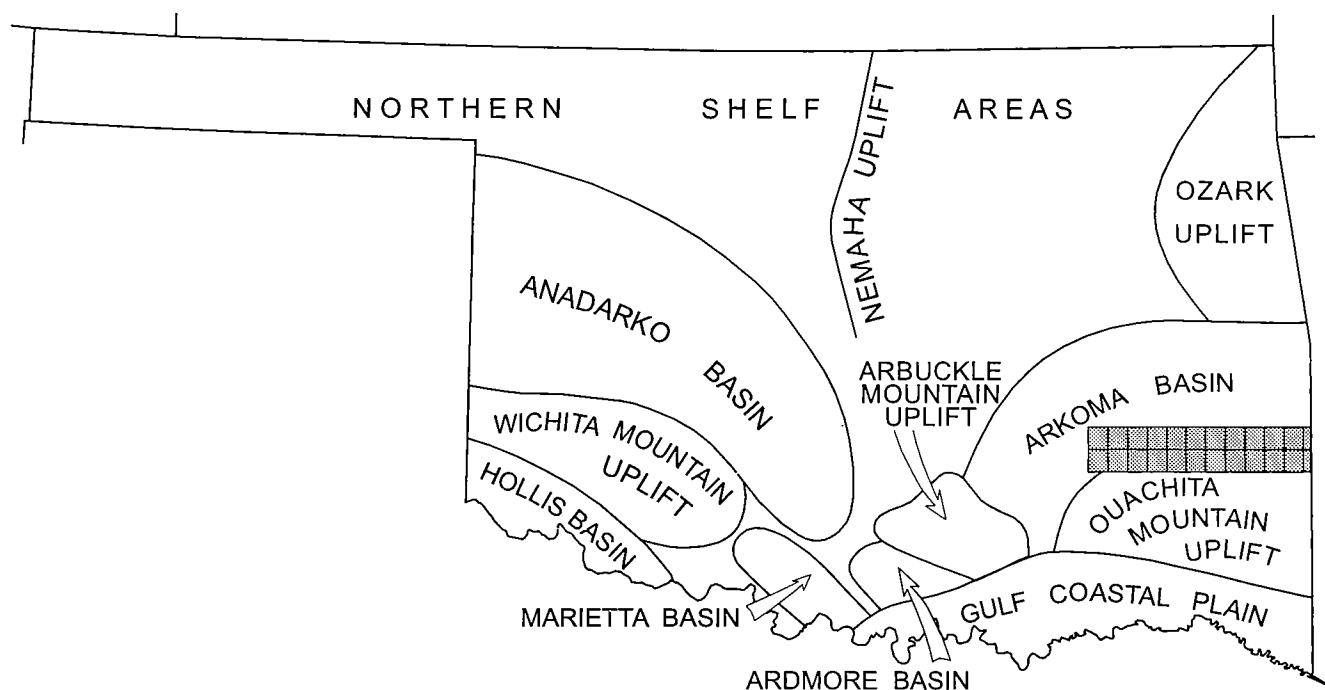 NORTHERN SHELF AREAS
NEMAHA UPLIFT
OZARK
UPLIFT
ANADARKO
BASIN
ARBUCKLE
MOUNTAIN
UPLIFT
ARKOMA BASIN
WICHITA MOUNTAIN
UPLIFT
HOLLIS BASIN
OUACHITA
MOUNTAIN
UPLIFT
MARIETTA BASIN
GULF COASTAL PLAIN
ARDMORE BASIN